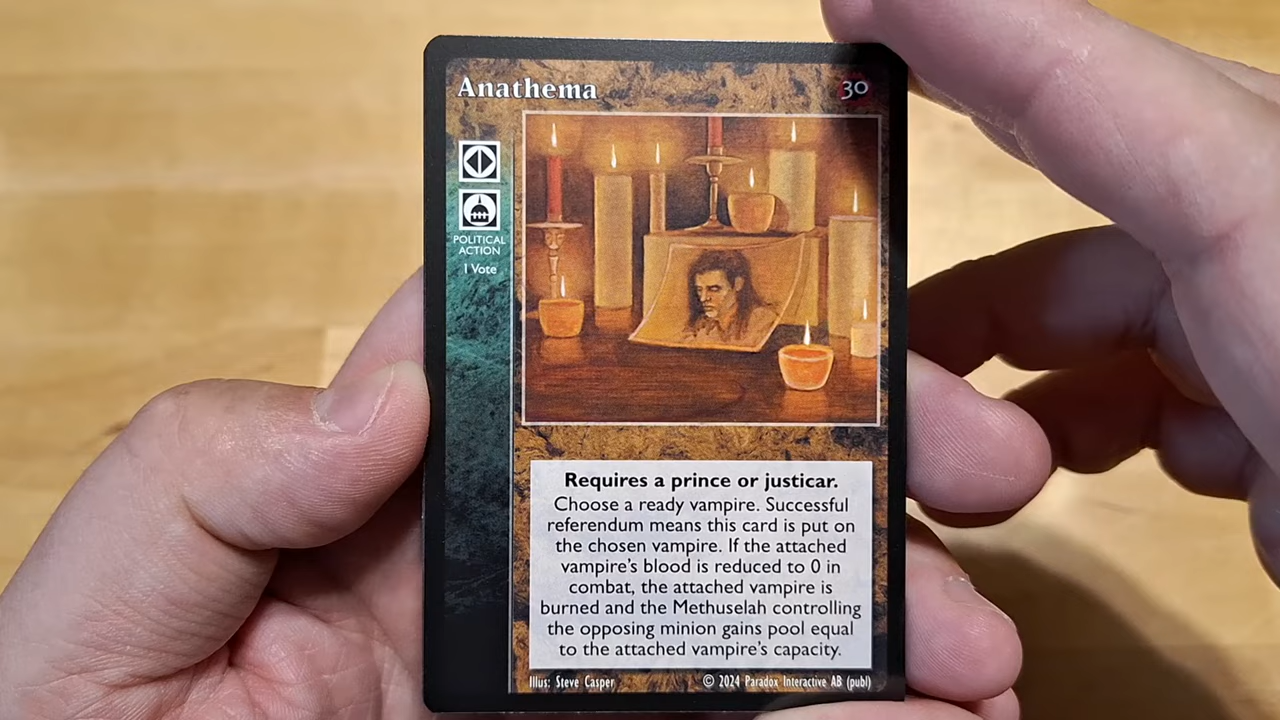 Anathema
30
POLITICAL
ACTION
1 Vote
Requires a prince or justicar.
Choose a ready vampire. Successful
referendum means this card is put on
the chosen vampire. If the attached
vampire's blood is reduced to 0 in
combat, the attached vampire is
burned and the Methuselah controlling
the opposing minion gains pool equal
to the attached vampire's capacity.
Illus: Steve Casper
© 2024 Paradox Interactive AB (publ)